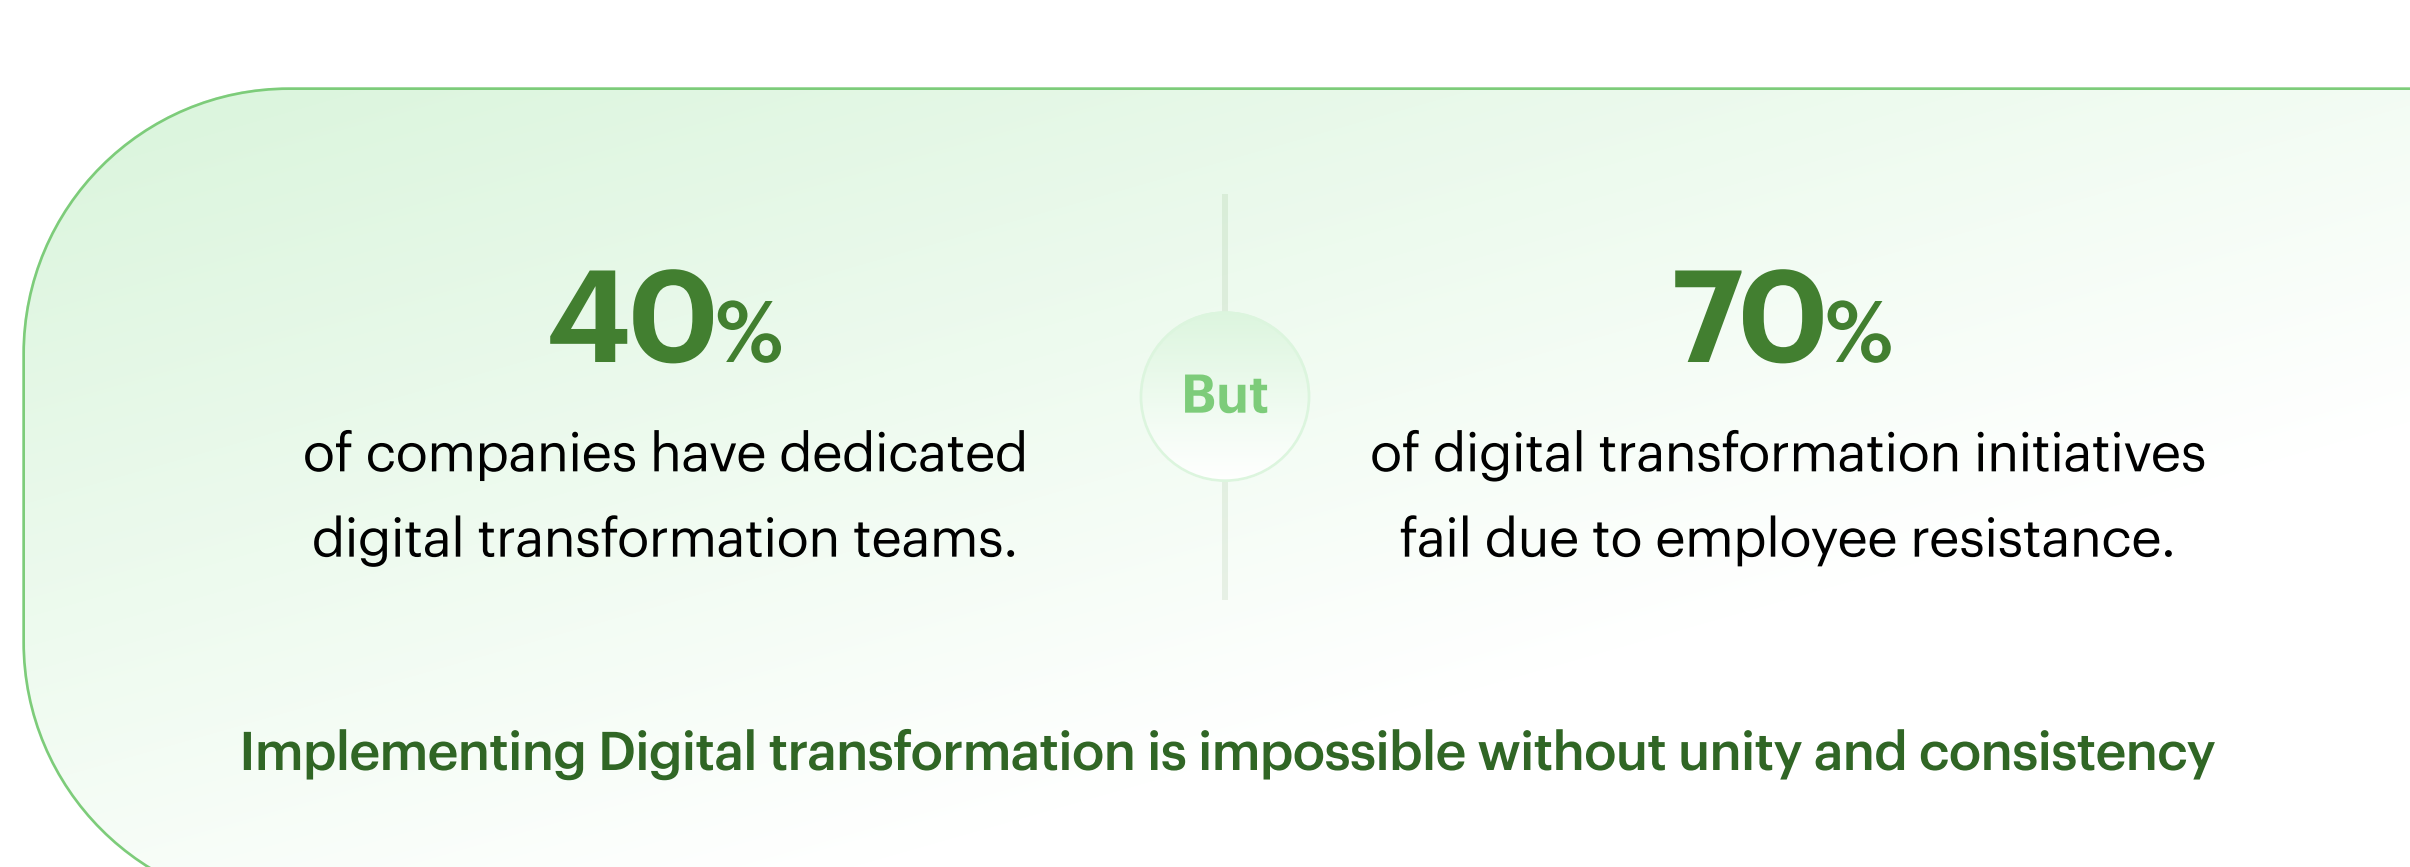 40%
of companies have dedicated
digital transformation teams.
But
70%
of digital transformation initiatives
fail due to employee resistance.
Implementing Digital transformation is impossible without unity and consistency